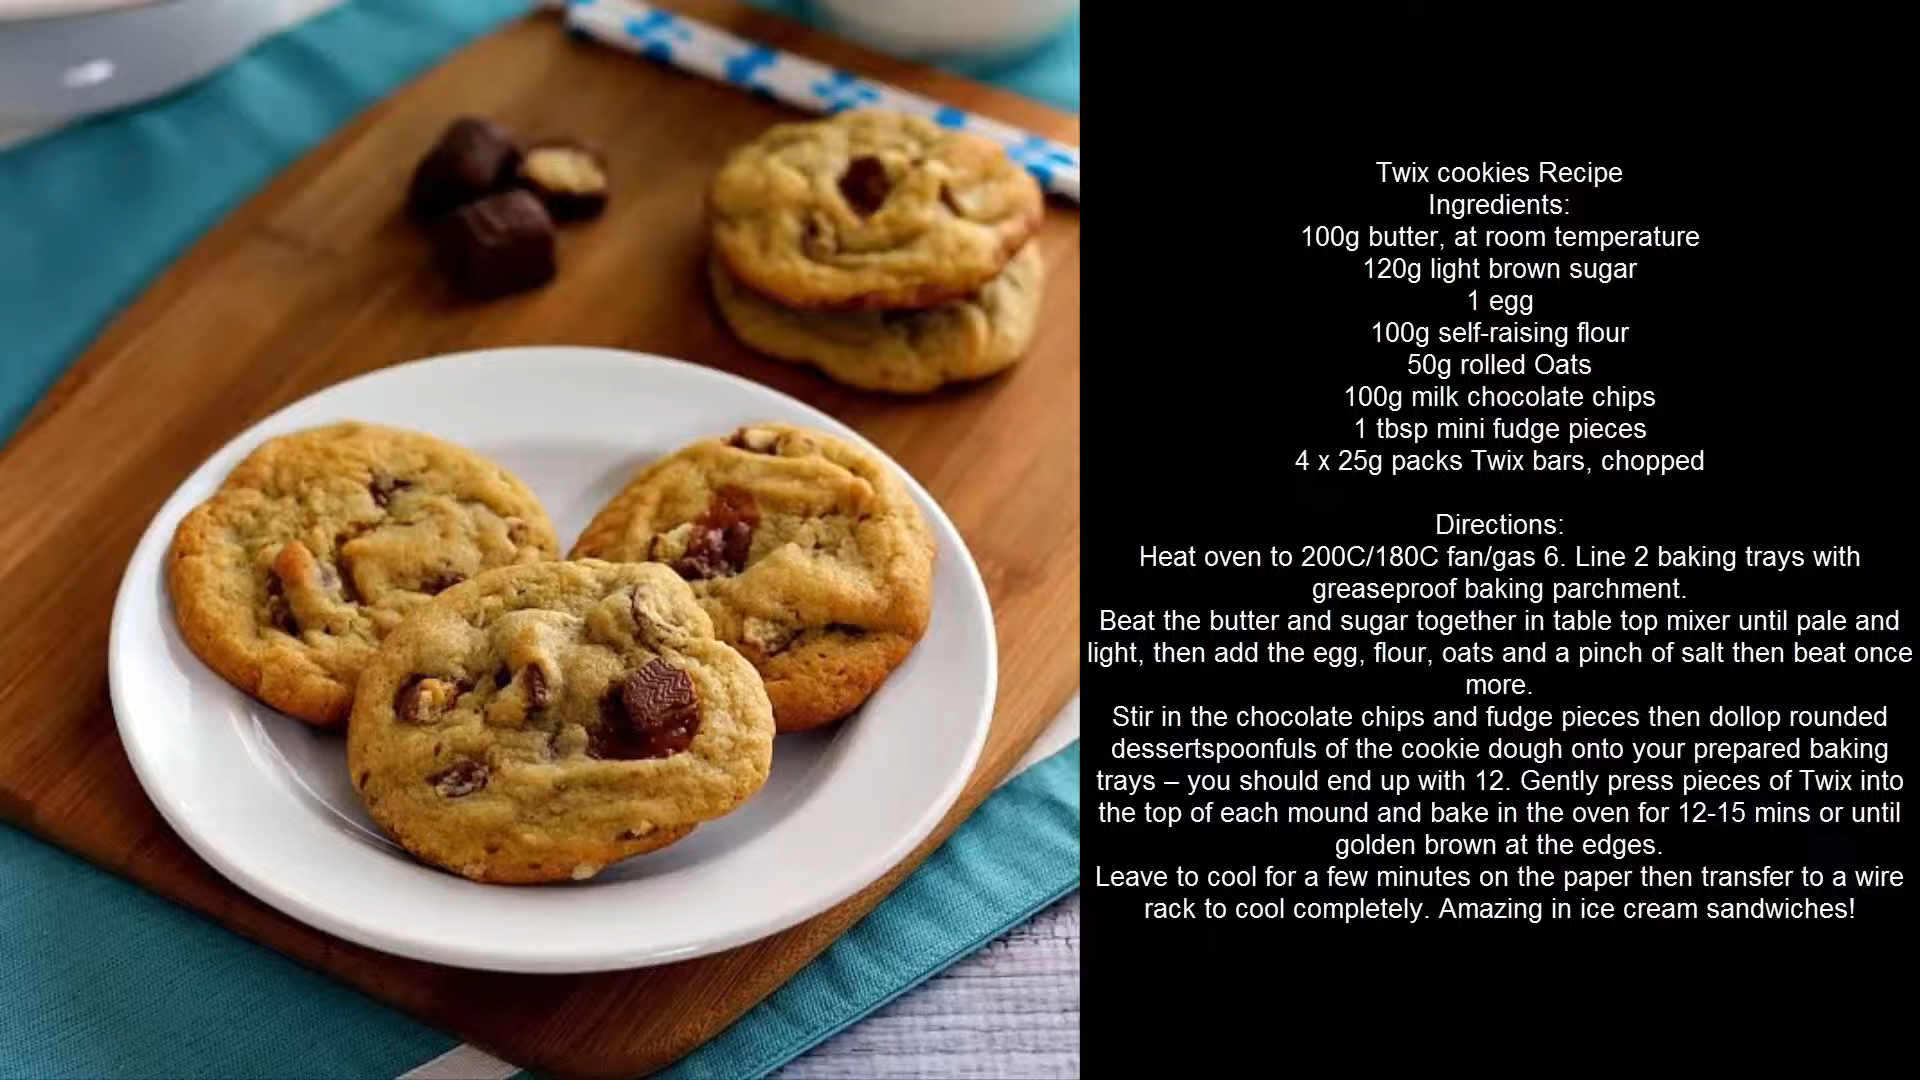 Twix cookies Recipe
Ingredients:
100g butter, at room temperature
120g light brown sugar
1 egg
100g self-raising flour
50g rolled Oats
100g milk chocolate chips
1 tbsp mini fudge pieces
4 x 25g packs Twix bars, chopped
Directions:
Heat oven to 200C/180C fan/gas 6. Line 2 baking trays with
greaseproof baking parchment.
Beat the butter and sugar together in table top mixer until pale and
light, then add the egg, flour, oats and a pinch of salt then beat once
more.
Stir in the chocolate chips and fudge pieces then dollop rounded
dessertspoonfuls of the cookie dough onto your prepared baking
trays – you should end up with 12. Gently press pieces of Twix into
the top of each mound and bake in the oven for 12-15 mins or until
golden brown at the edges.
Leave to cool for a few minutes on the paper then transfer to a wire
rack to cool completely. Amazing in ice cream sandwiches!